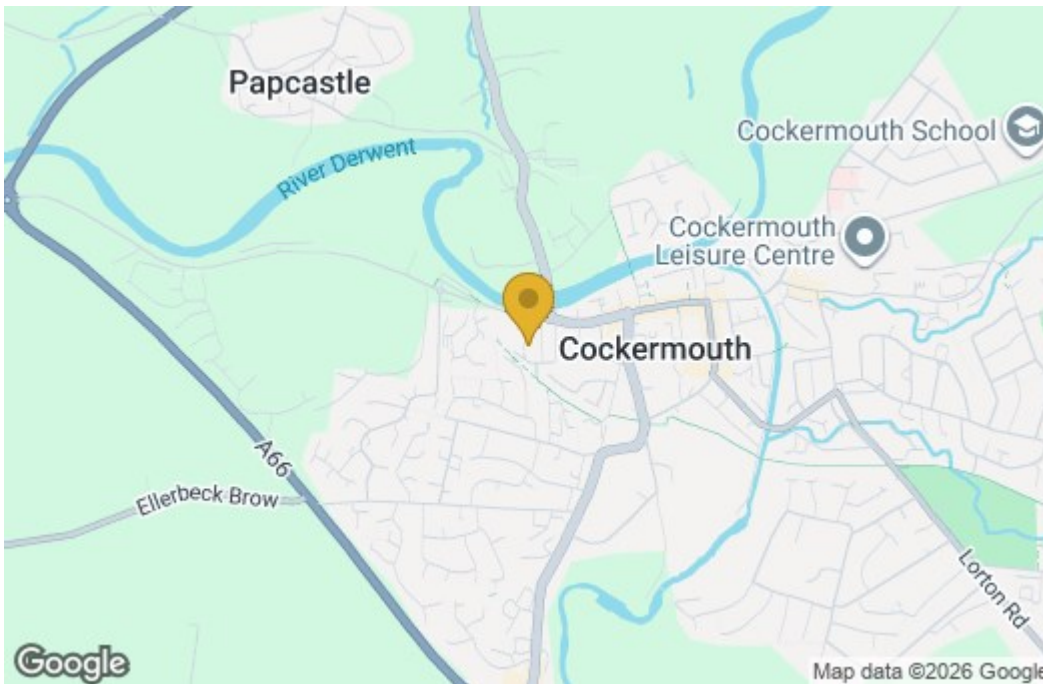 Papcastle
River Derwent
Cockermouth School
Cockermouth
Leisure Centre
Cockermouth
A66
Ellerbeck Brow
Lorton Rd
Google
Map data ©2026 Google